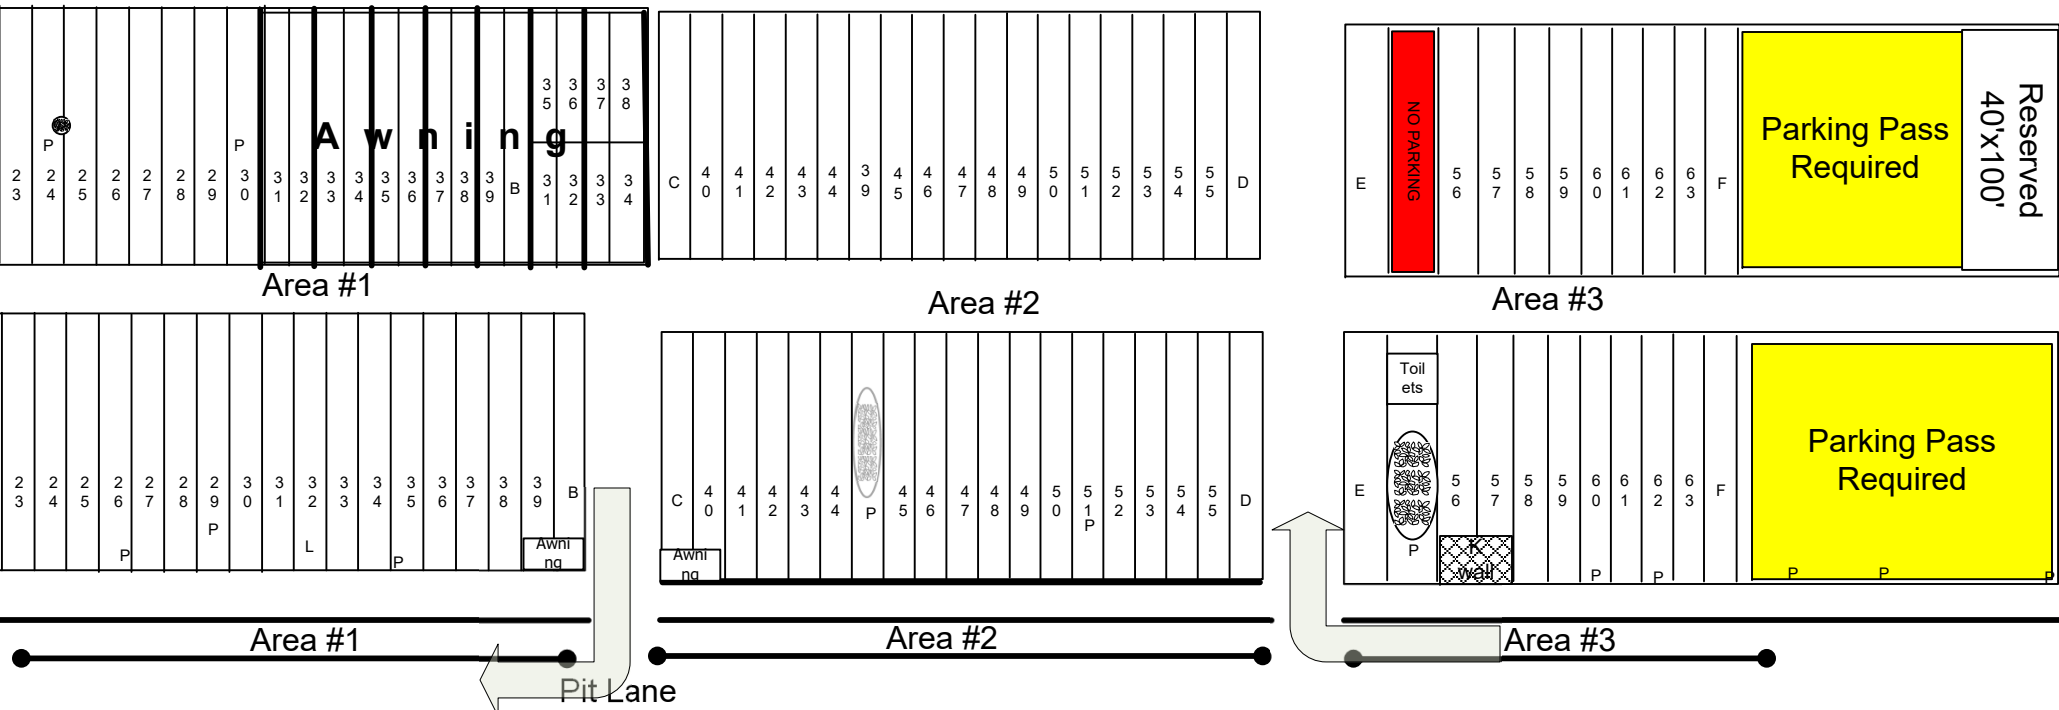 35 36 37 38
Awning
P P
23 24 25 26 27 28 29 30 31 32 33 34 35 36 37 38 39 B 31 32 33 34
Area #1
C 40 41 42 43 44 39 45 46 47 48 49 50 51 52 53 54 55 D
Area #2
E NO PARKING 56 57 58 59 60 61 62 63 F
Parking Pass
Required
Reserved
40'x100'
Area #3
23 24 25 26 27 28 29 30 31 32 33 34 35 36 37 38 39 B
P P L P
Awni
ng
Area #1
C 40 41 42 43 44 P 45 46 47 48 49 50 51 52 53 54 55 D
P
Awni
ng
Area #2
Toil
ets
E 56 57 58 59 60 61 62 63 F
P
K
wall
P P
Parking Pass
Required
P P P
Area #3
Pit Lane